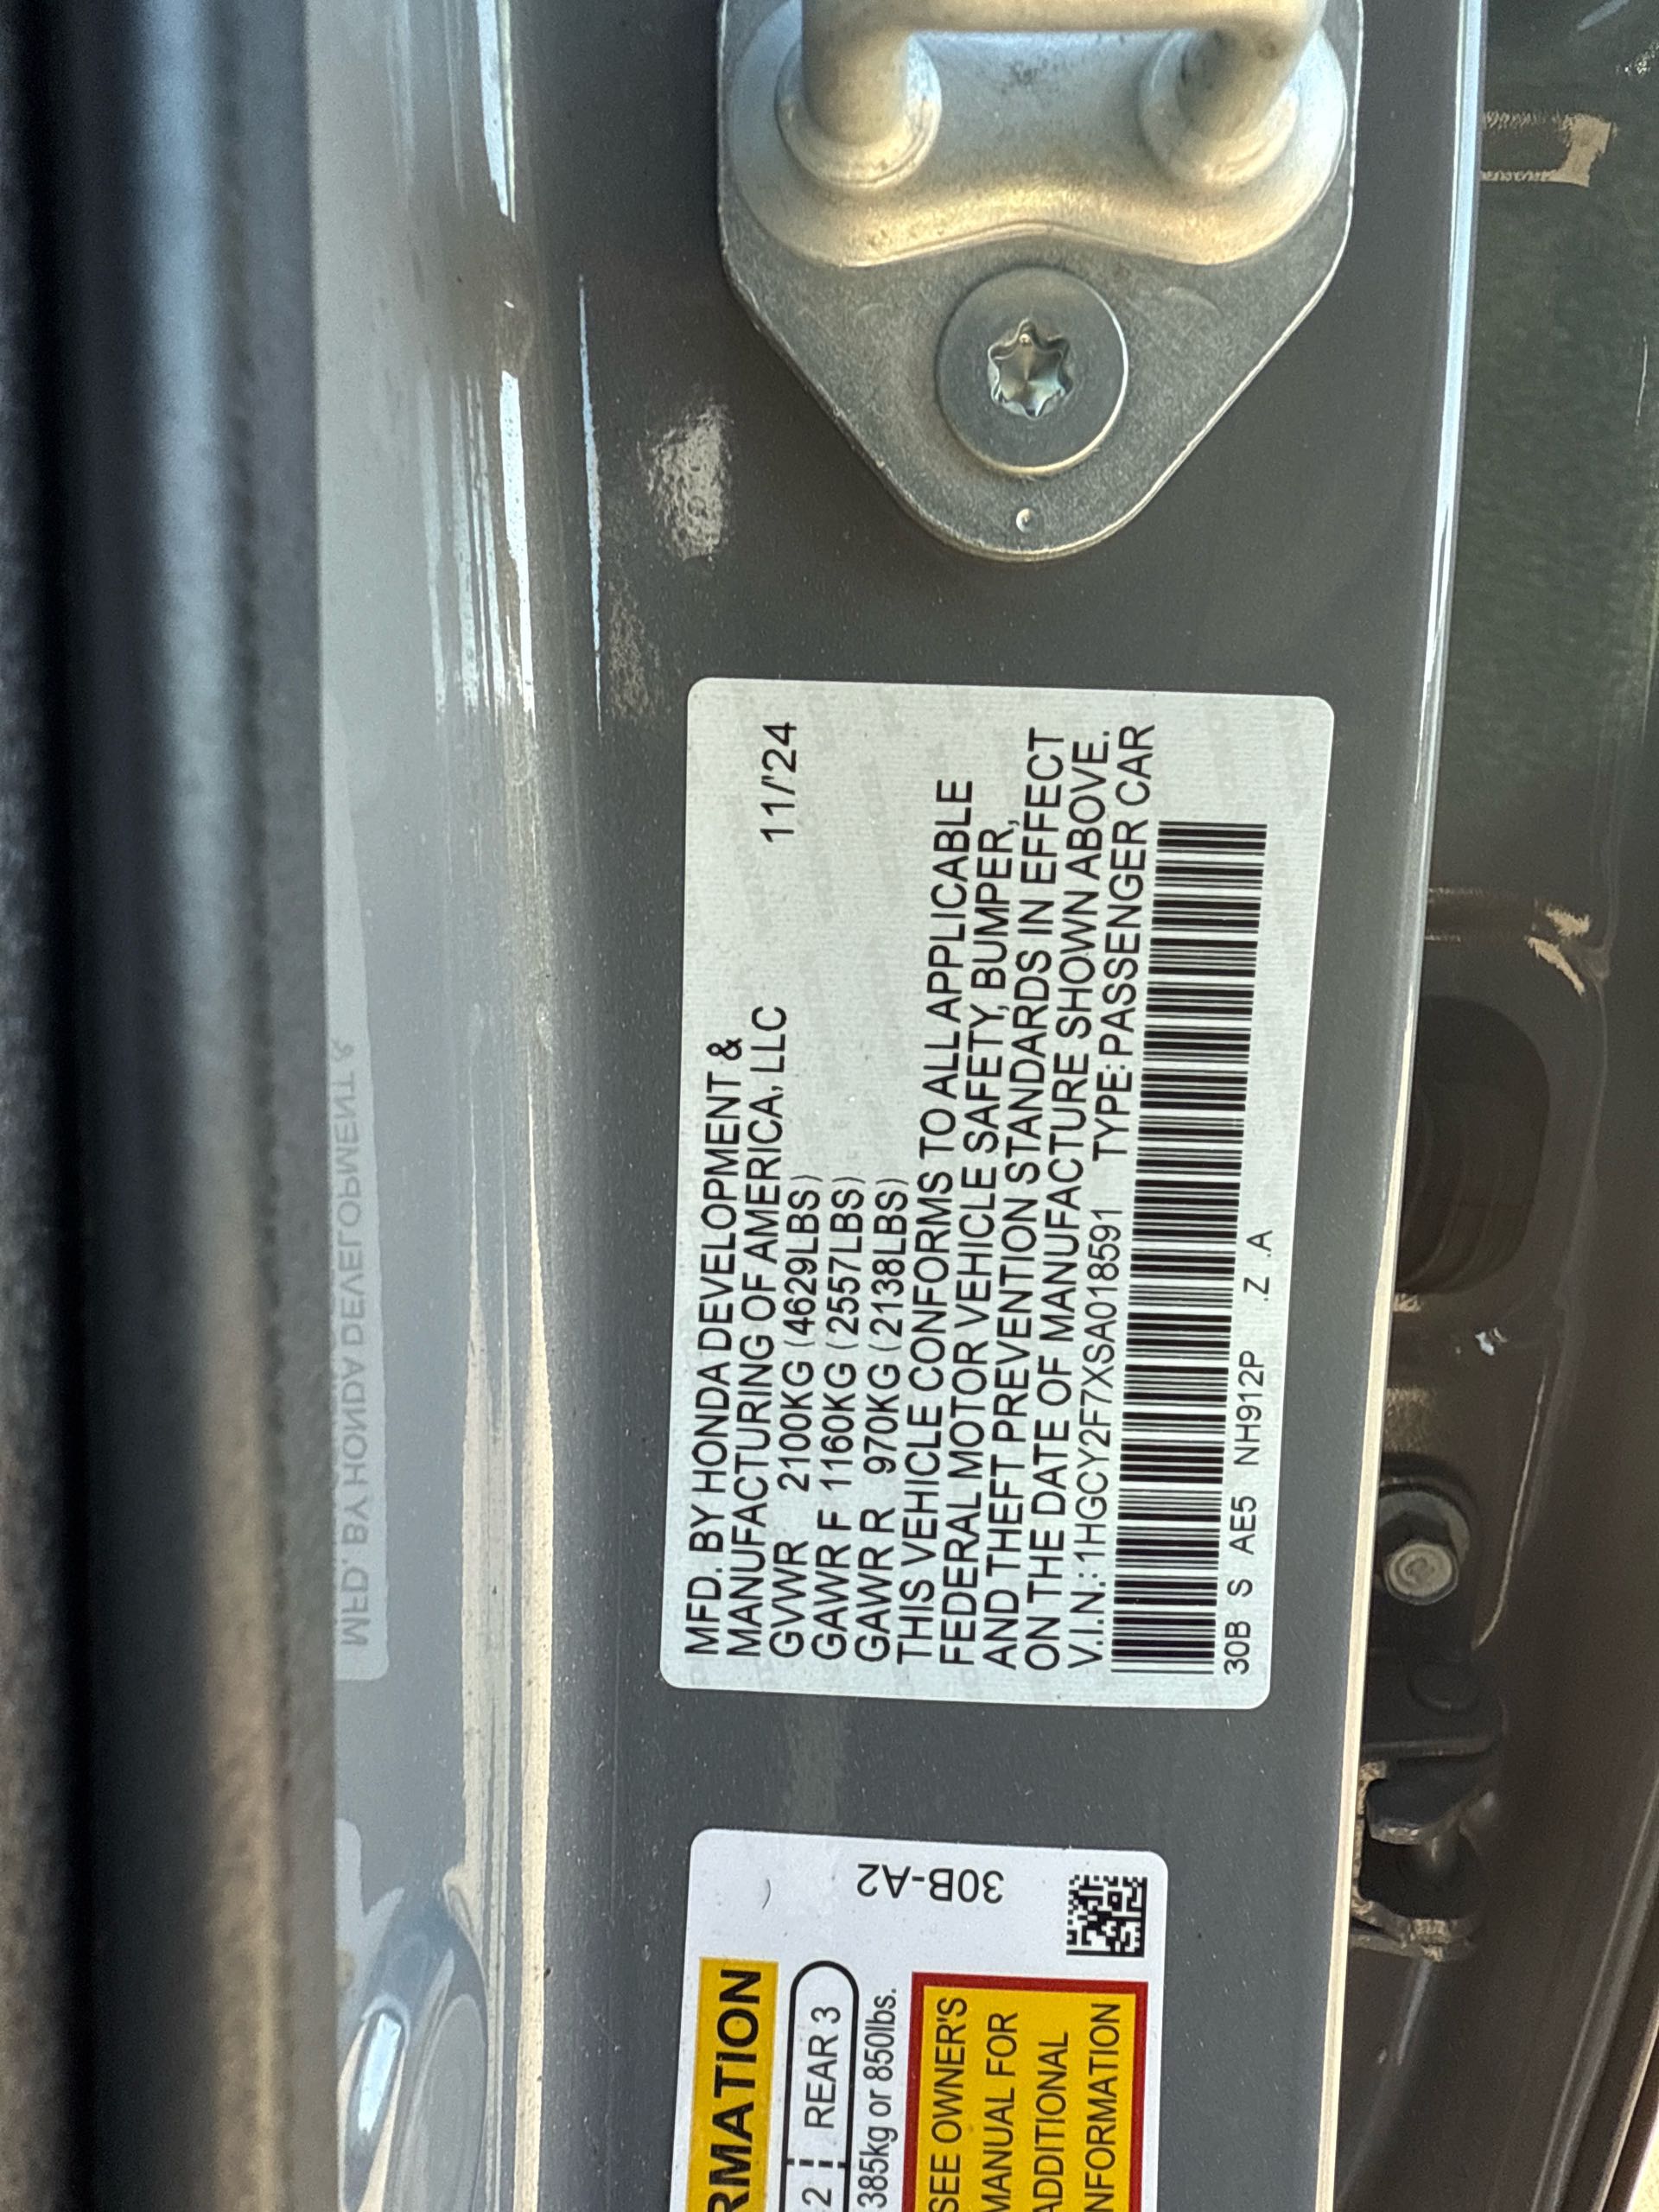 MFD. BY HONDA DEVELOPMENT &
MANUFACTURING OF AMERICA, LLC 11/'24
GVWR 2100KG (4629LBS)
GAWR F 1160KG (2557LBS)
GAWR R 970KG (2138LBS)
THIS VEHICLE CONFORMS TO ALL APPLICABLE
FEDERAL MOTOR VEHICLE SAFETY, BUMPER,
AND THEFT PREVENTION STANDARDS IN EFFECT
ON THE DATE OF MANUFACTURE SHOWN ABOVE.
V.I.N.: 1HGCY2F7XSA018591 TYPE: PASSENGER CAR
30B S AE5 NH912P .Z .A
30B-A2
RMATION
2 REAR 3
385kg or 850lbs.
SEE OWNER'S
MANUAL FOR
ADDITIONAL
INFORMATION
MFD. BY HONDA DEVELOPMENT &